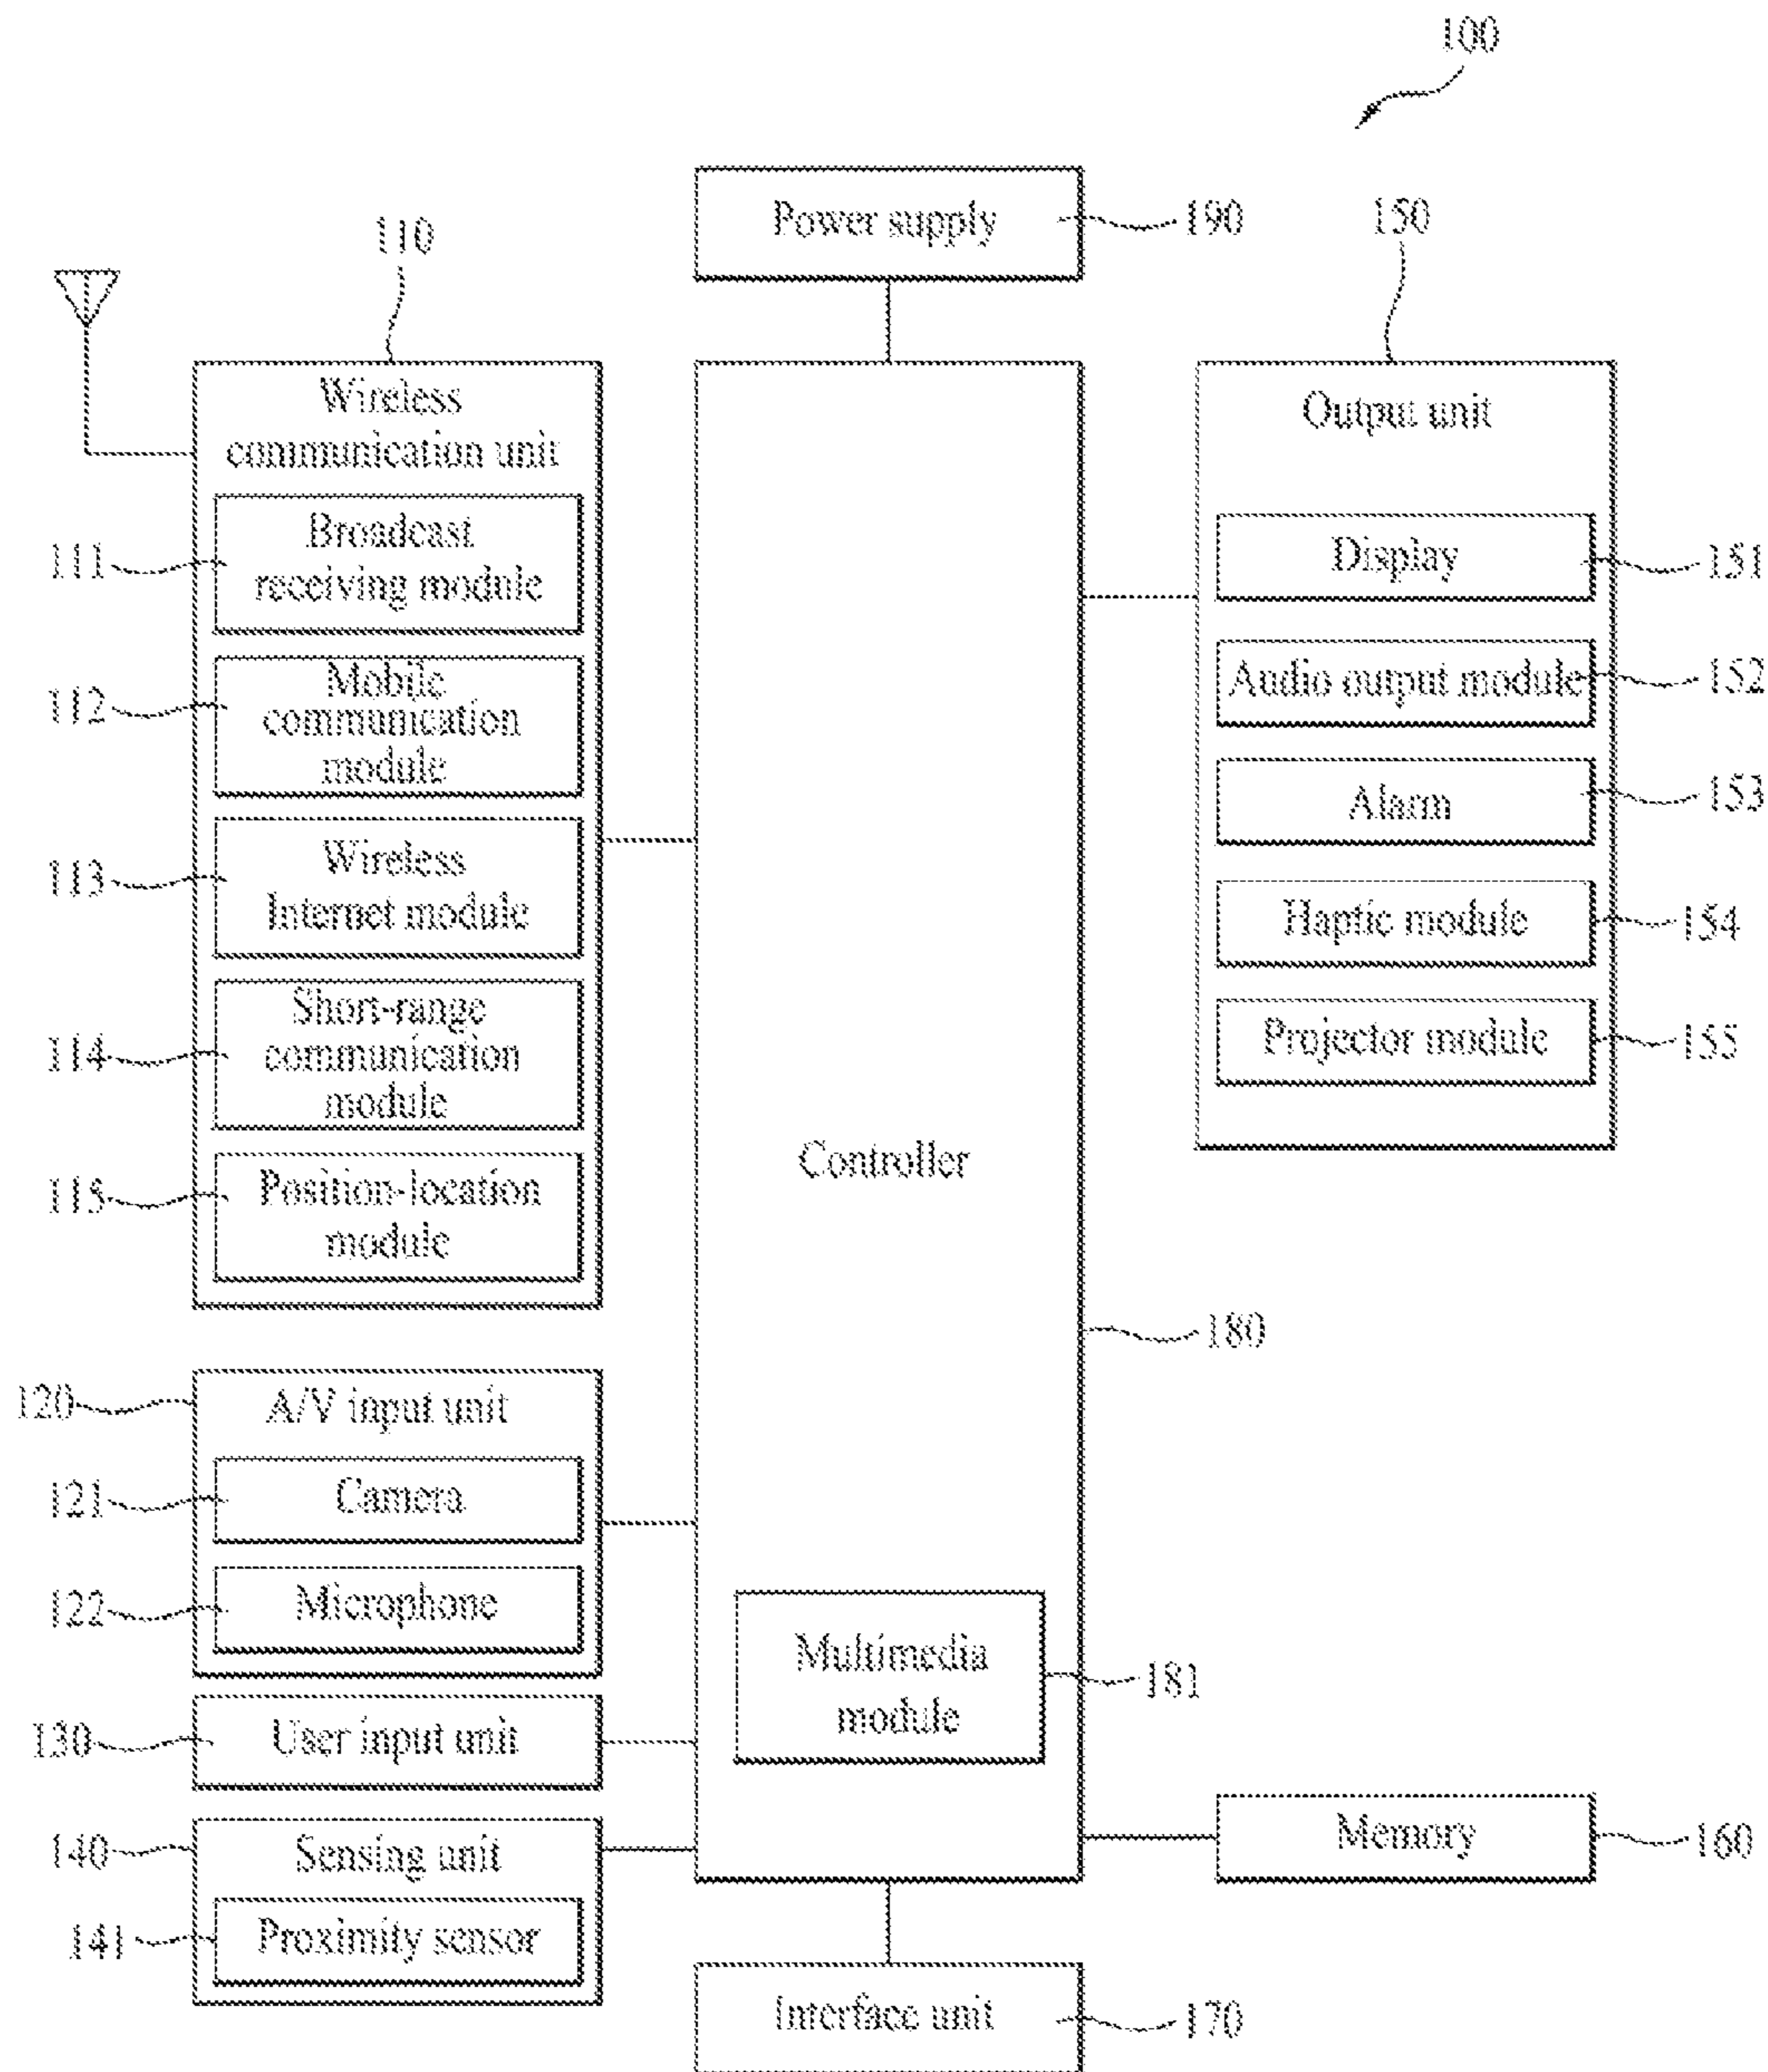 100
Power supply
190
110
150
Wireless
communication unit
Output unit
111
Broadcast
receiving module
Display
151
112
Mobile
communication
module
Audio output module
152
Alarm
153
113
Wireless
Internet module
Haptic module
154
114
Short-range
communication
module
Projector module
155
115
Position-location
module
Controller
180
120
A/V input unit
121
Camera
122
Microphone
Multimedia
module
181
130
User input unit
140
Sensing unit
Memory
160
141
Proximity sensor
Interface unit
170